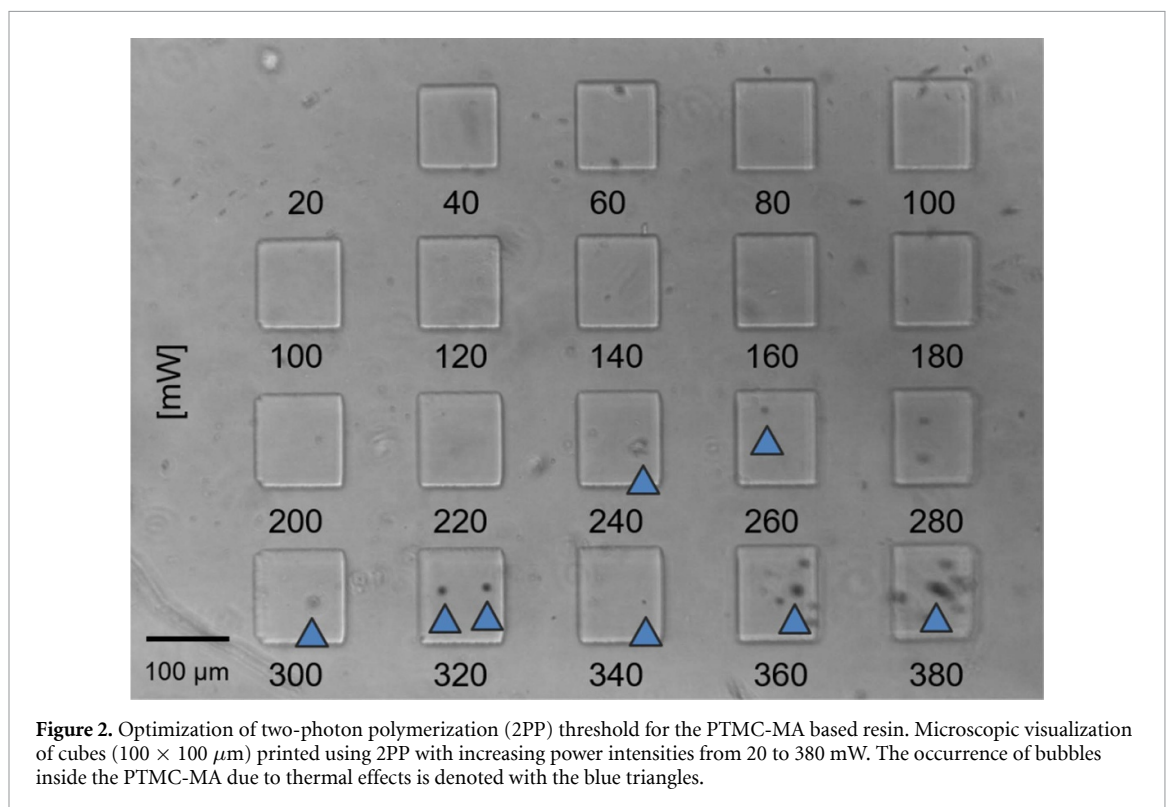 20 40 60 80 100
100 120 140 160 180
[mW]
200 220 240 260 280
100 μm 300 320 340 360 380
Figure 2. Optimization of two-photon polymerization (2PP) threshold for the PTMC-MA based resin. Microscopic visualization
of cubes (100 × 100 μm) printed using 2PP with increasing power intensities from 20 to 380 mW. The occurrence of bubbles
inside the PTMC-MA due to thermal effects is denoted with the blue triangles.